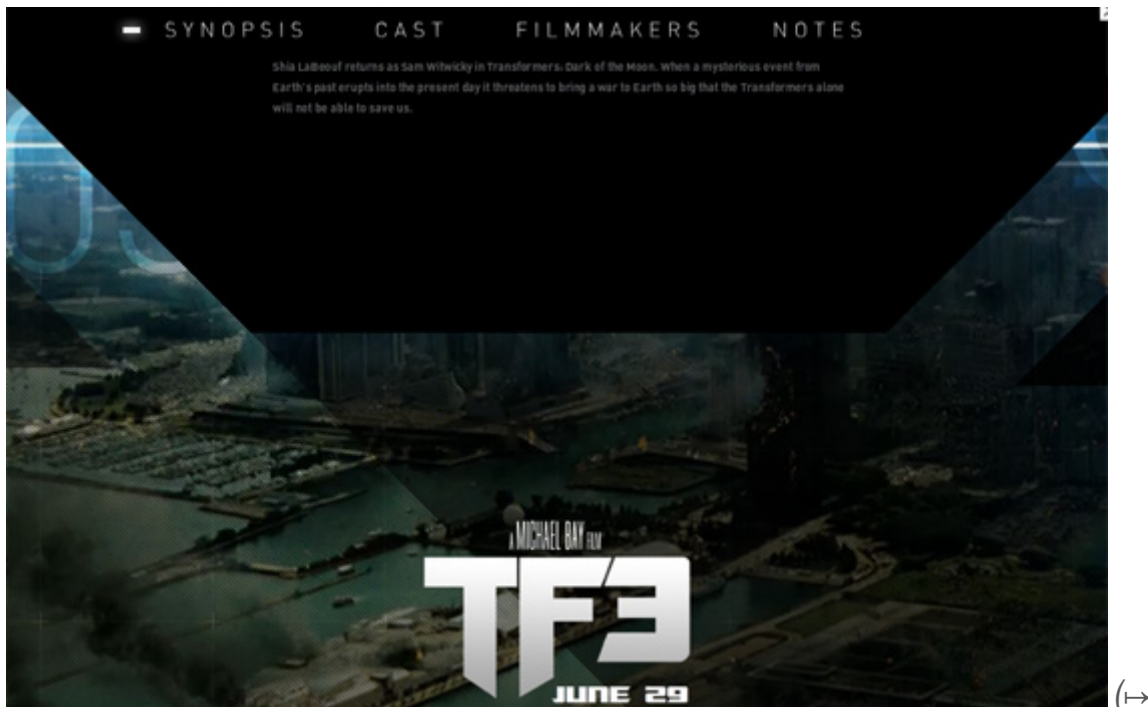 SYNOPSIS CAST FILMMAKERS NOTES
Shia LaBeouf returns as Sam Witwicky in Transformers: Dark of the Moon. When a mysterious event from
Earth's past erupts into the present day it threatens to bring a war to Earth so big that the Transformers alone
will not be able to save us.
A MICHAEL BAY FILM
TF3
JUNE 29